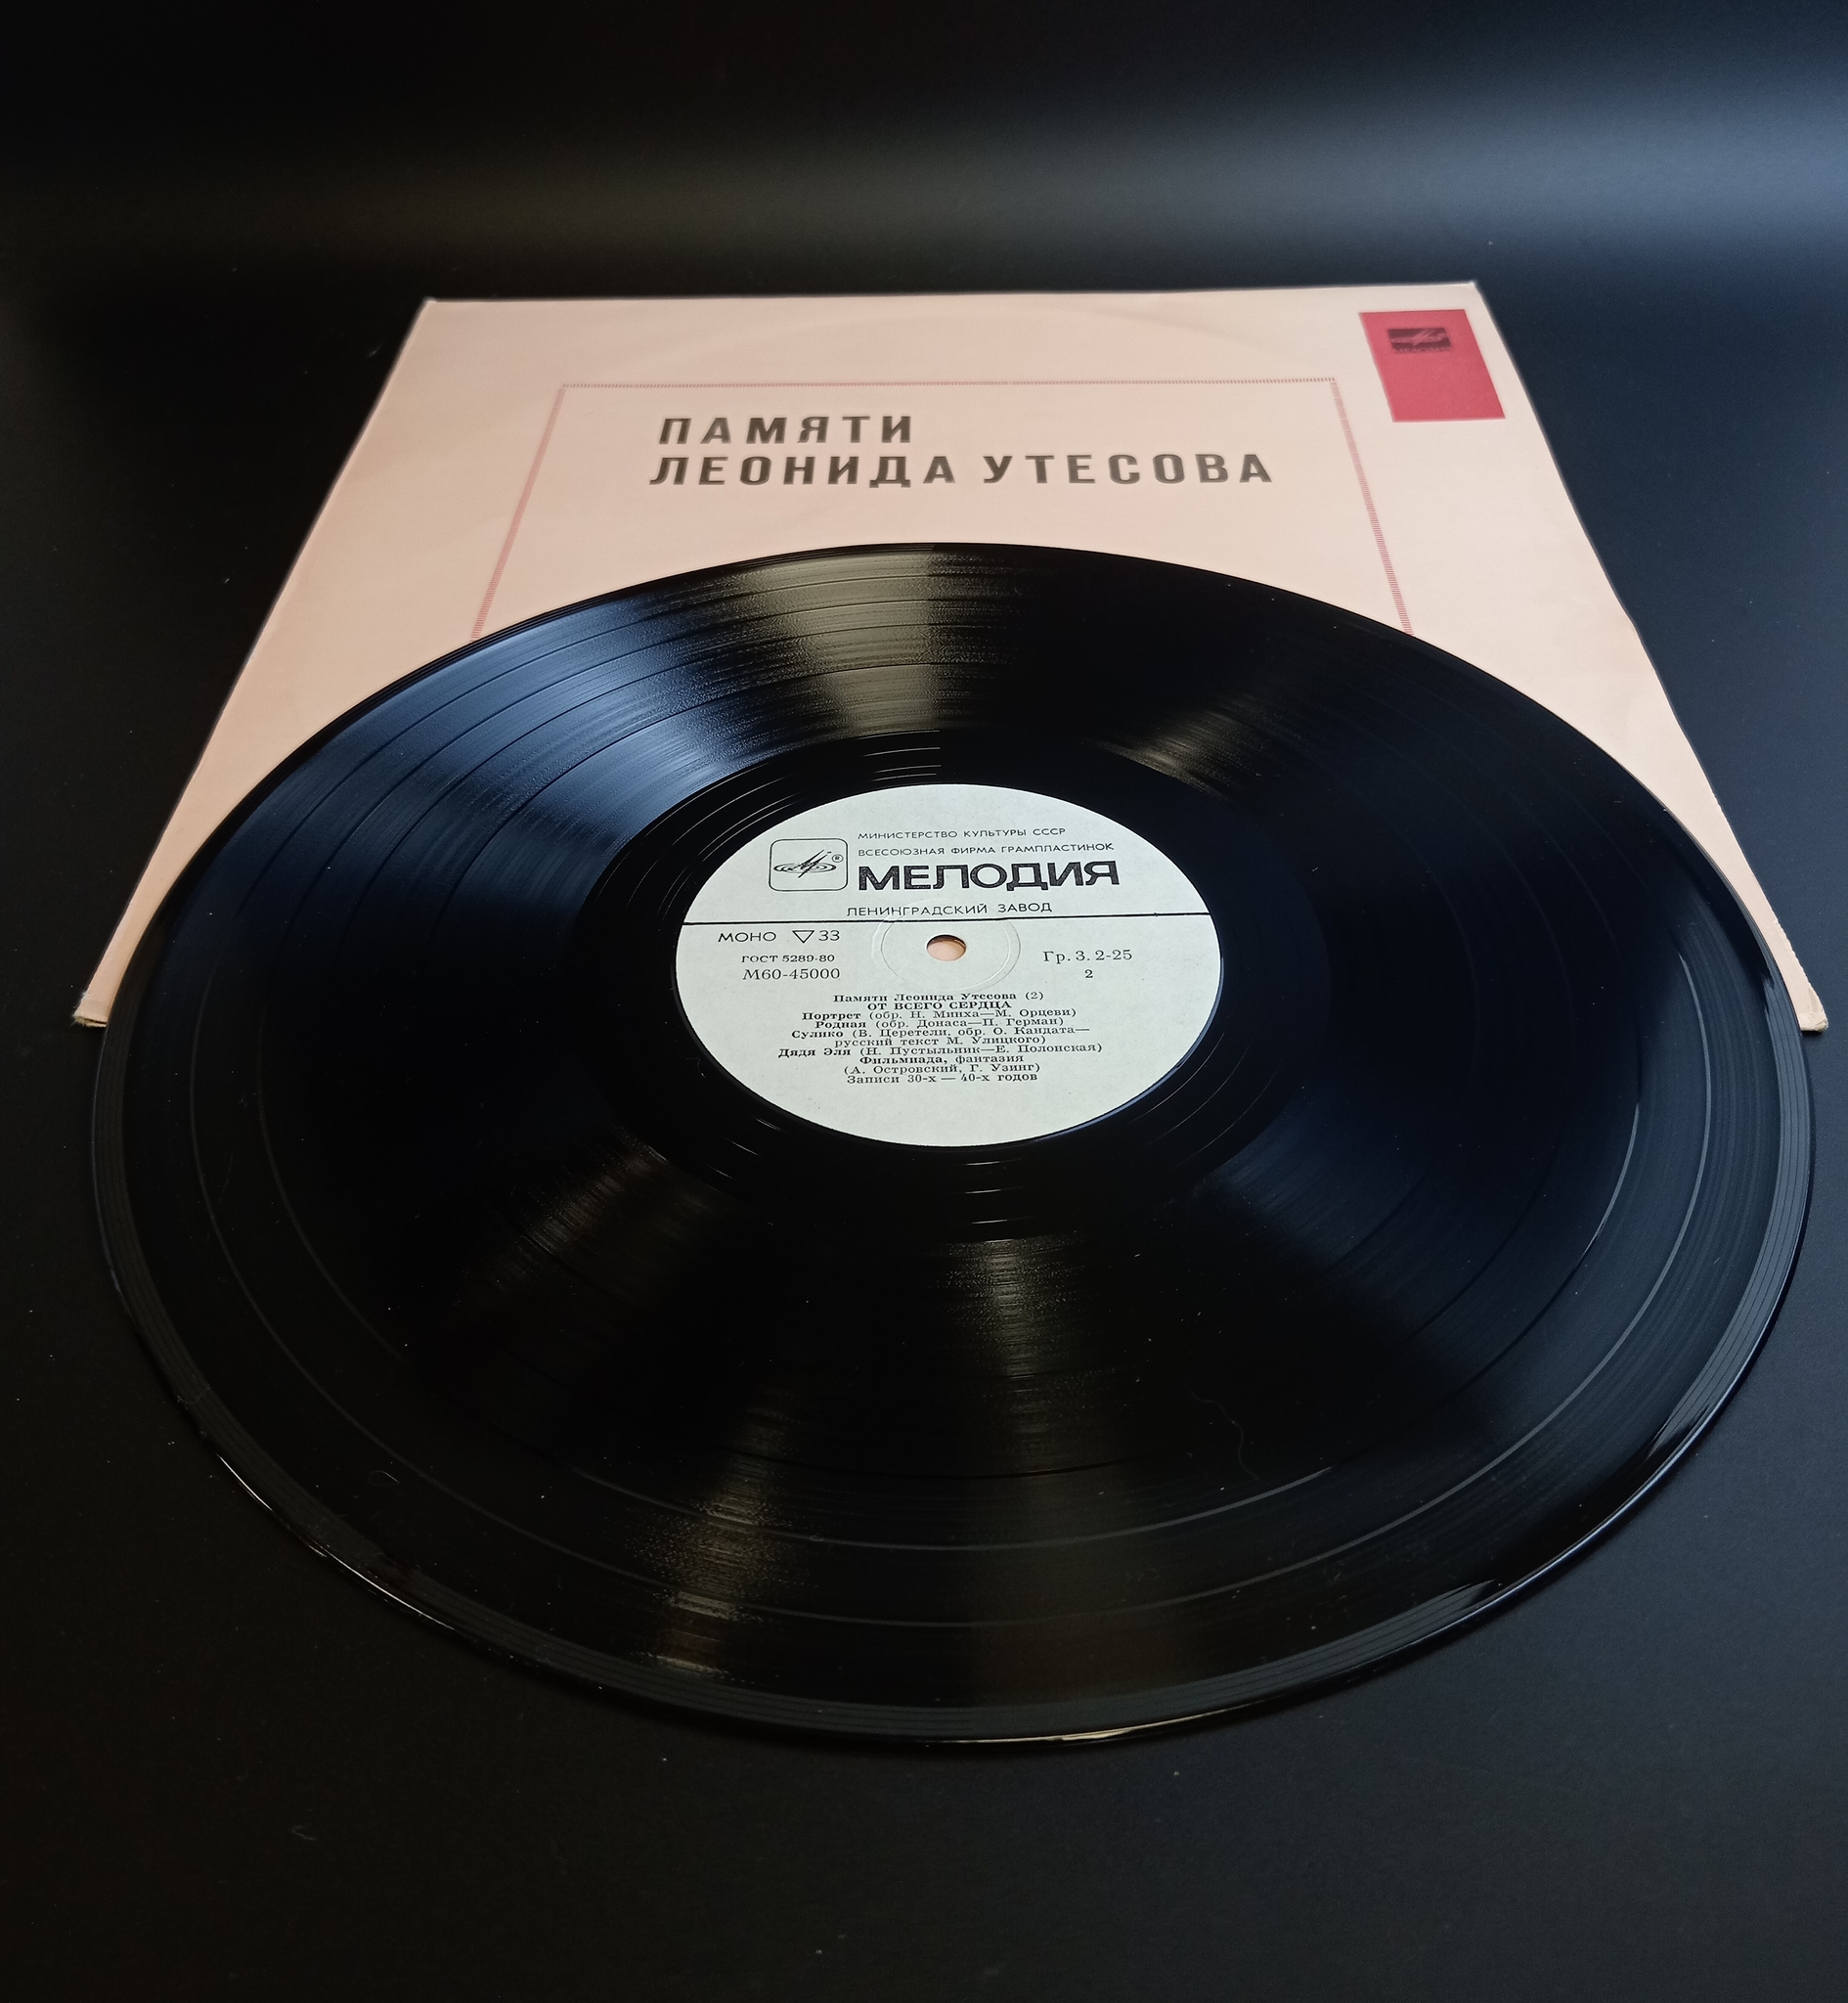 ПАМЯТИ
ЛЕОНИДА УТЕСОВА
МИНИСТЕРСТВО КУЛЬТУРЫ СССР
ВСЕСОЮЗНАЯ ФИРМА ГРАМПЛАСТИНОК
МЕЛОДИЯ
ЛЕНИНГРАДСКИЙ ЗАВОД
МОНО 33
ГОСТ 5289-80
М60-45000
Гр. 3. 2-25
2
Памяти Леонида Утесова (2)
ОТ ВСЕГО СЕРДЦА
Портрет (обр. Н. Минха—М. Орцеви)
Родная (обр. Донаса—П. Герман)
Сулико (В. Церетели, обр. О. Кандата—
русский текст М. Улицкого)
Дядя Эля (Н. Пустыльник—Е. Полонская)
Фильмиада, фантазия
(А. Островский, Г. Узинг)
Записи 30-х — 40-х годов